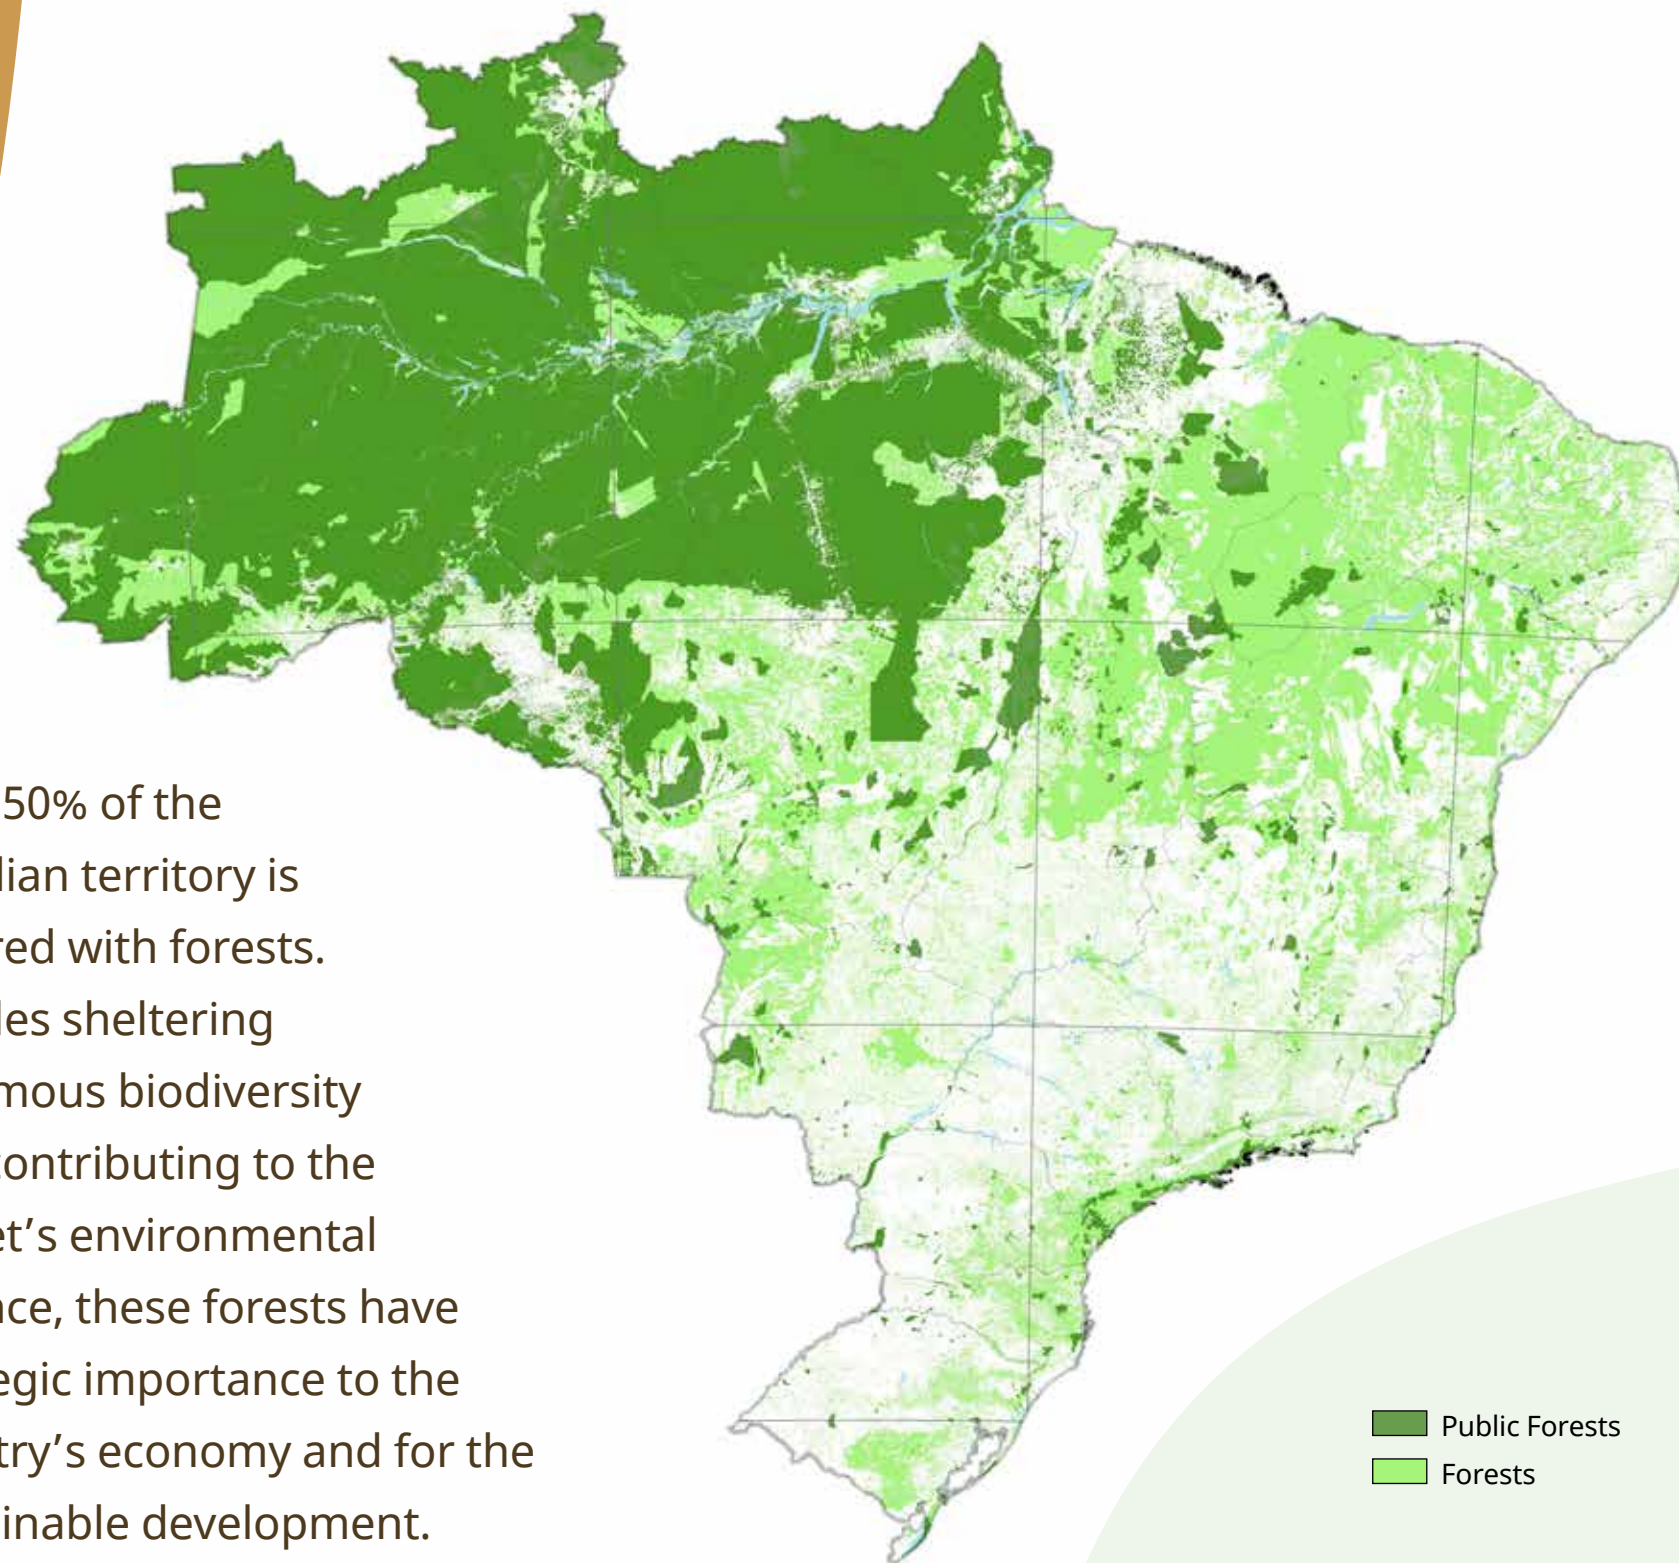 50% of the
lian territory is
red with forests.
les sheltering
mous biodiversity
contributing to the
et’s environmental
nce, these forests have
egic importance to the
try’s economy and for the
inable development.
Public Forests
Forests